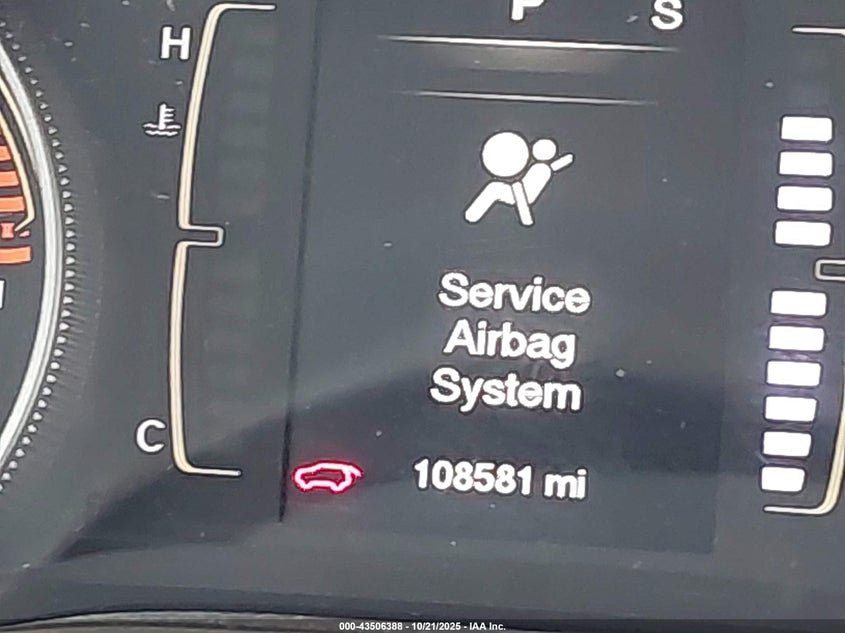 P S
H
Service
Airbag
System
C
108581 mi
000-43506388 - 10/21/2025 - IAA Inc.